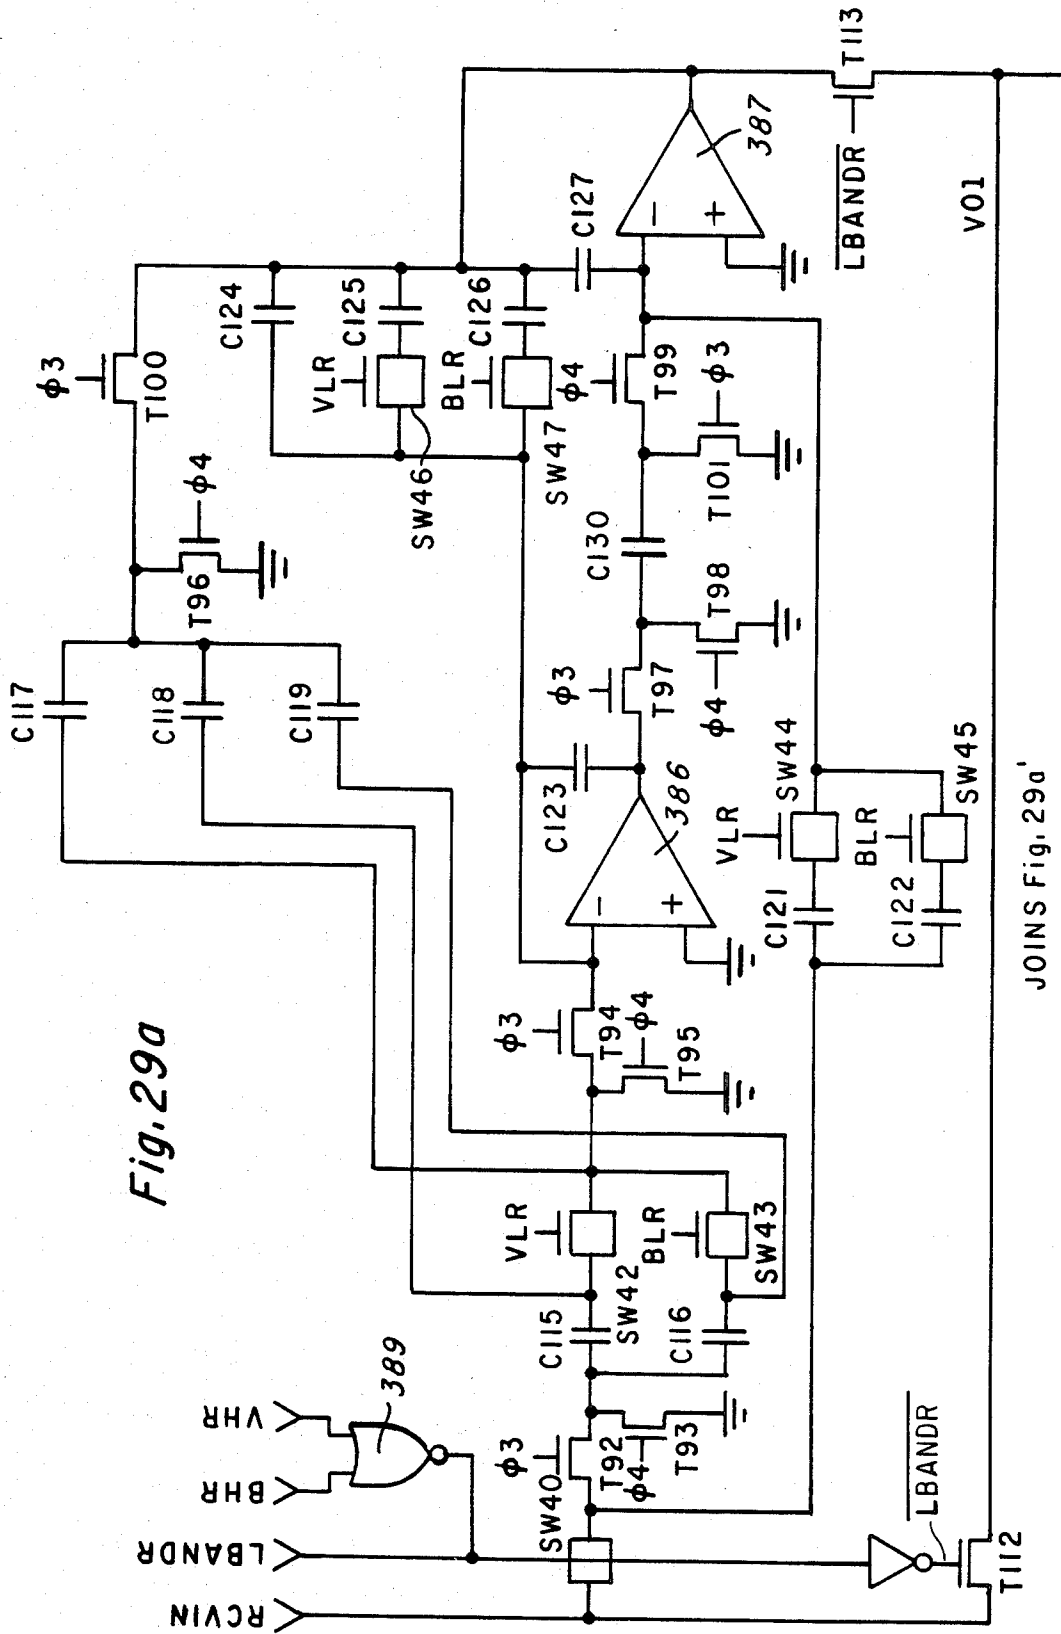 Fig. 29a
RCVIN
LBANDR
BHR
VHR
389
SW40
φ3
T92
φ4
T93
C115
SW42
VLR
C116
BLR
SW43
φ3
T94
φ4
T95
C117
C118
C119
T96
φ4
φ3
T100
C123
386
φ3
T97
φ4
T98
C130
T101
φ3
φ4
T99
C124
VLR
C125
SW46
BLR
C126
SW47
C127
387
C121
VLR
SW44
C122
BLR
SW45
LBANDR
T112
LBANDR
T113
V01
JOINS Fig. 29a'
−
+
−
+